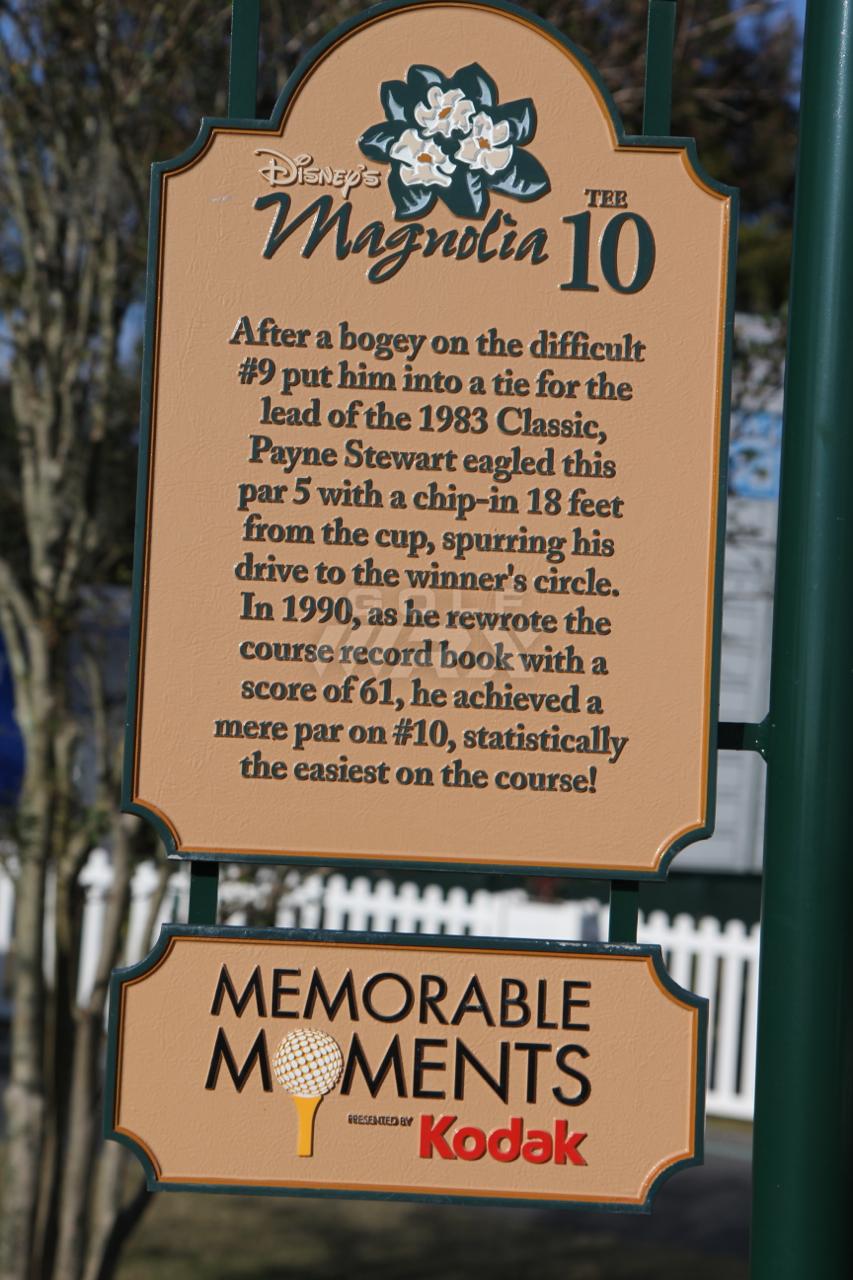 Disney's
Magnolia
TEE
10
After a bogey on the difficult
#9 put him into a tie for the
lead of the 1983 Classic,
Payne Stewart eagled this
par 5 with a chip-in 18 feet
from the cup, spurring his
drive to the winner's circle.
In 1990, as he rewrote the
course record book with a
score of 61, he achieved a
mere par on #10, statistically
the easiest on the course!
GOLF
MAX
MEMORABLE
MOMENTS
PRESENTED BY Kodak